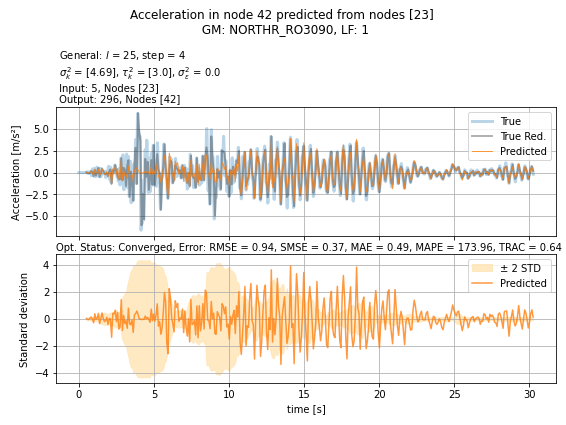 Acceleration in node 42 predicted from nodes [23]
GM: NORTHR_RO3090, LF: 1
General: l = 25, step = 4
σ²ₖ = [4.69], τ²ₖ = [3.0], σ²ε = 0.0
Input: 5, Nodes [23]
Output: 296, Nodes [42]
Acceleration [m/s²]
5.0
2.5
0.0
−2.5
−5.0
True
True Red.
Predicted
Opt. Status: Converged, Error: RMSE = 0.94, SMSE = 0.37, MAE = 0.49, MAPE = 173.96, TRAC = 0.64
Standard deviation
4
2
0
−2
−4
± 2 STD
Predicted
0 5 10 15 20 25 30
time [s]